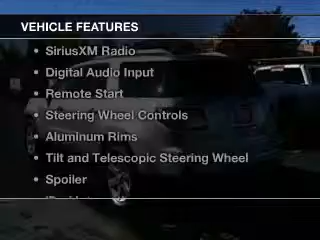 VEHICLE FEATURES
• SiriusXM Radio
• Digital Audio Input
• Remote Start
• Steering Wheel Controls
• Aluminum Rims
• Tilt and Telescopic Steering Wheel
• Spoiler